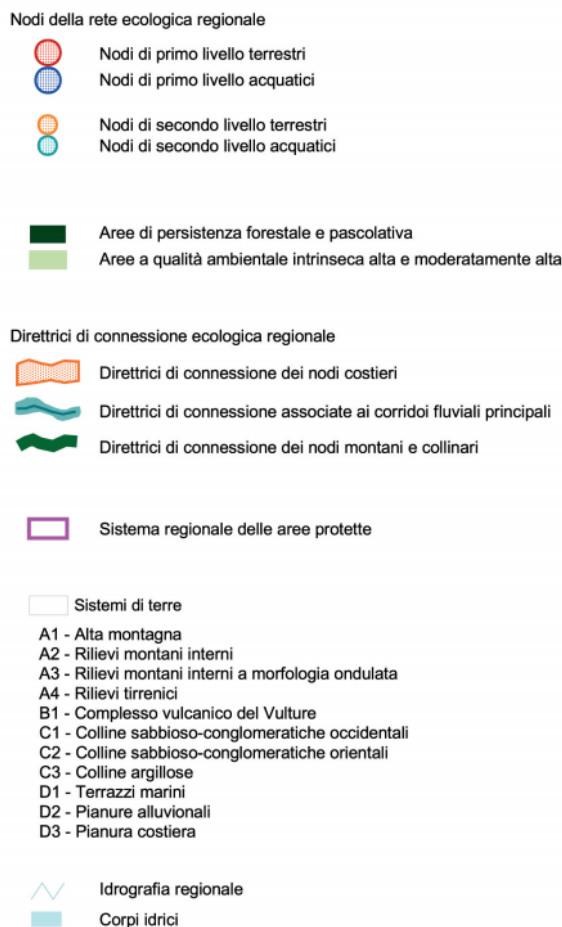 Nodi della rete ecologica regionale
Nodi di primo livello terrestri
Nodi di primo livello acquatici
Nodi di secondo livello terrestri
Nodi di secondo livello acquatici
Aree di persistenza forestale e pascolativa
Aree a qualità ambientale intrinseca alta e moderatamente alta
Direttrici di connessione ecologica regionale
Direttrici di connessione dei nodi costieri
Direttrici di connessione associate ai corridoi fluviali principali
Direttrici di connessione dei nodi montani e collinari
Sistema regionale delle aree protette
Sistemi di terre
A1 - Alta montagna
A2 - Rilievi montani interni
A3 - Rilievi montani interni a morfologia ondulata
A4 - Rilievi tirrenici
B1 - Complesso vulcanico del Vulture
C1 - Colline sabbioso-conglomeratiche occidentali
C2 - Colline sabbioso-conglomeratiche orientali
C3 - Colline argillose
D1 - Terrazzi marini
D2 - Pianure alluvionali
D3 - Pianura costiera
Idrografia regionale
Corpi idrici